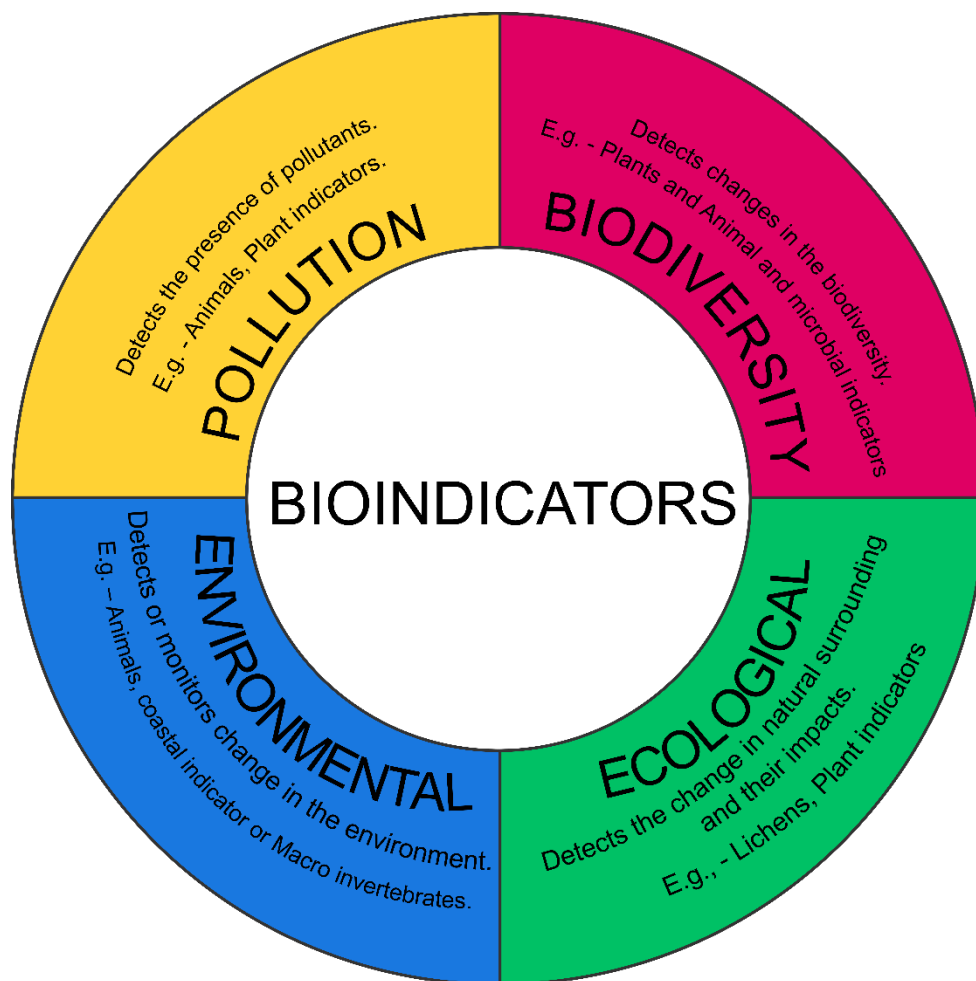 BIOINDICATORS
POLLUTION
Detects the presence of pollutants.
E.g. - Animals, Plant indicators.
BIODIVERSITY
Detects changes in the biodiversity.
E.g. - Plants and Animal and microbial indicators
ECOLOGICAL
Detects the change in natural surrounding
and their impacts.
E.g., - Lichens, Plant indicators
ENVIRONMENTAL
Detects or monitors change in the environment.
E.g. – Animals, coastal indicator or Macro invertebrates.